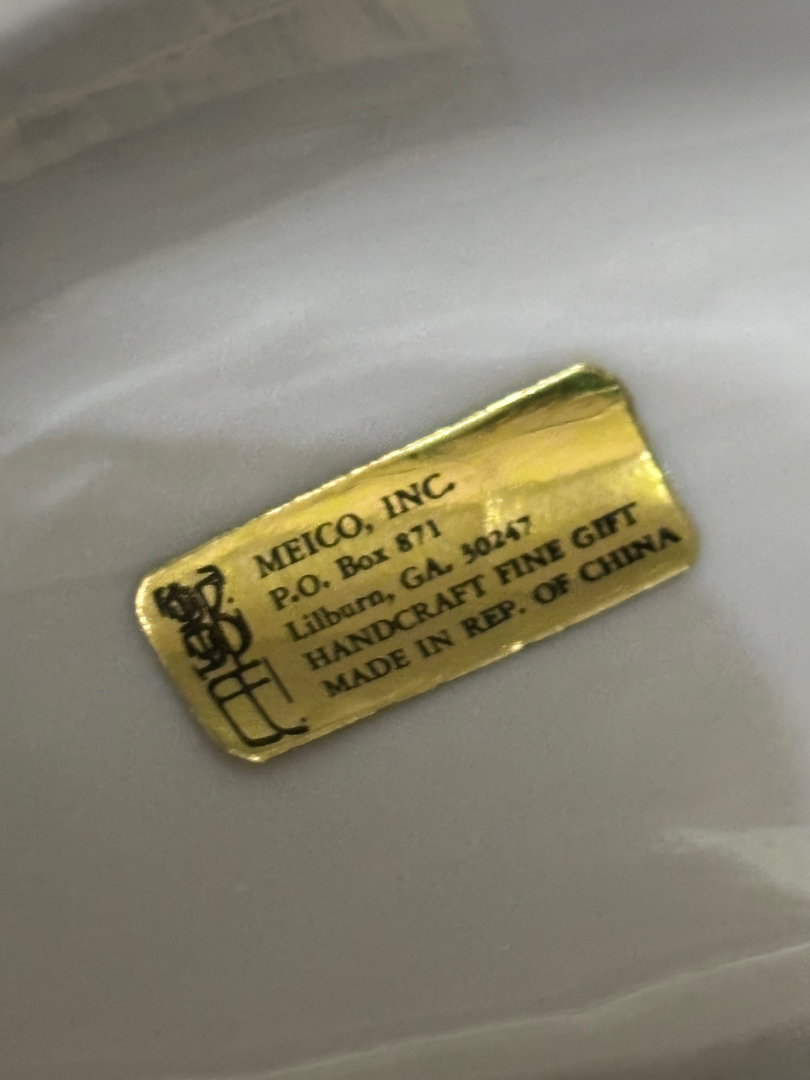 MEICO, INC.
P.O. Box 871
Lilburn, GA. 30247
HANDCRAFT FINE GIFT
MADE IN REP. OF CHINA